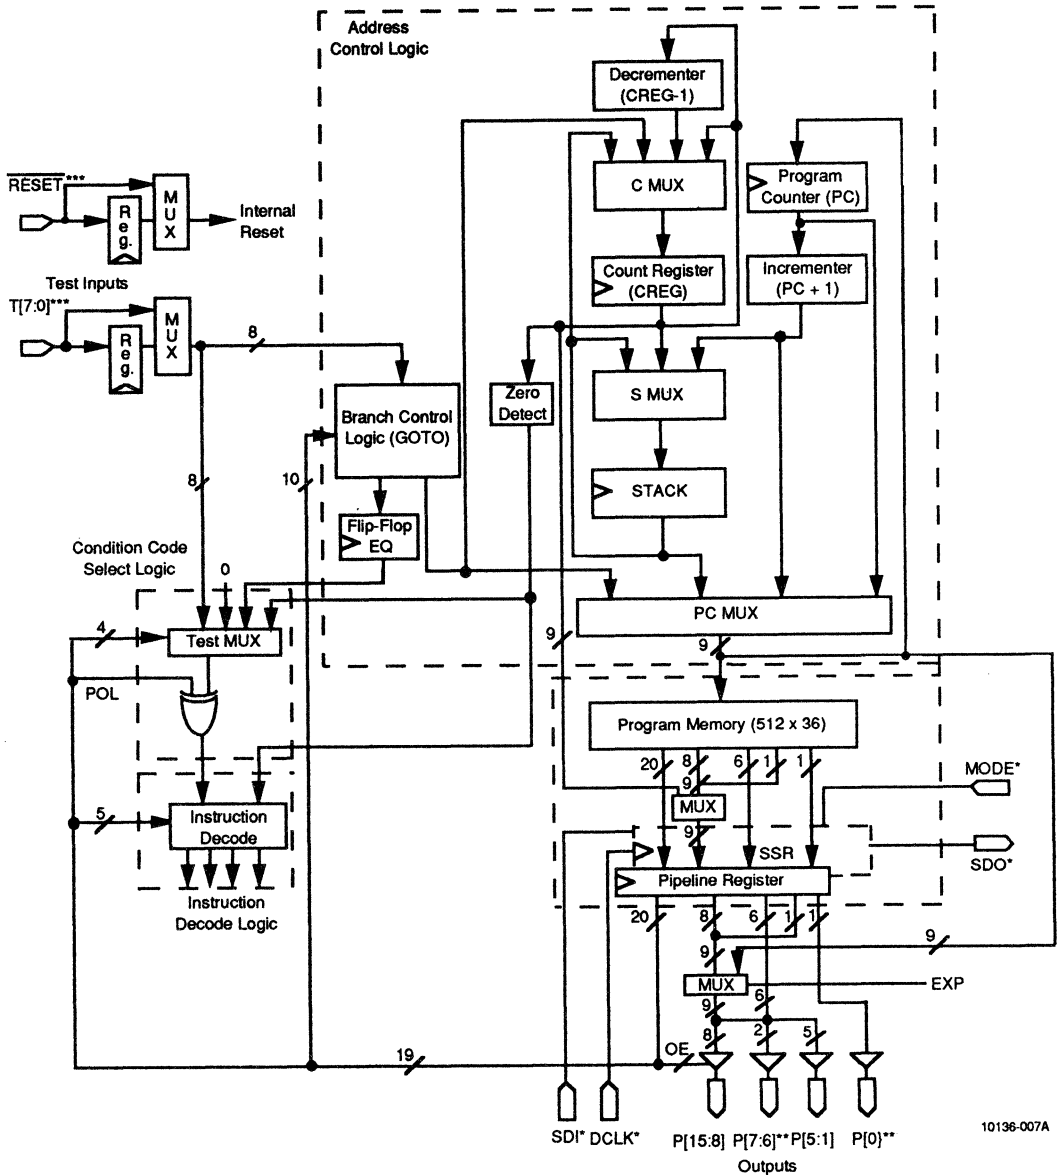 Address
Control Logic
Decrementer
(CREG-1)
C MUX
Program
Counter (PC)
RESET***
MUX
Reg.
Internal
Reset
Count Register
(CREG)
Incrementer
(PC + 1)
Test Inputs
T[7:0]***
MUX
Reg.
8
Zero
Detect
S MUX
Branch Control
Logic (GOTO)
8
10
STACK
Flip-Flop
EQ
Condition Code
Select Logic
0
PC MUX
4
Test MUX
9
9
POL
Program Memory (512 x 36)
20
8
6
1
1
9
MODE*
MUX
5
Instruction
Decode
9
SSR
SDO*
Pipeline Register
Instruction
Decode Logic
20
8
6
1
1
9
9
MUX
EXP
6
9
8
2
5
19
OE
SDI*
DCLK*
P[15:8]
P[7:6]**
P[5:1]
P[0}**
Outputs
10136-007A